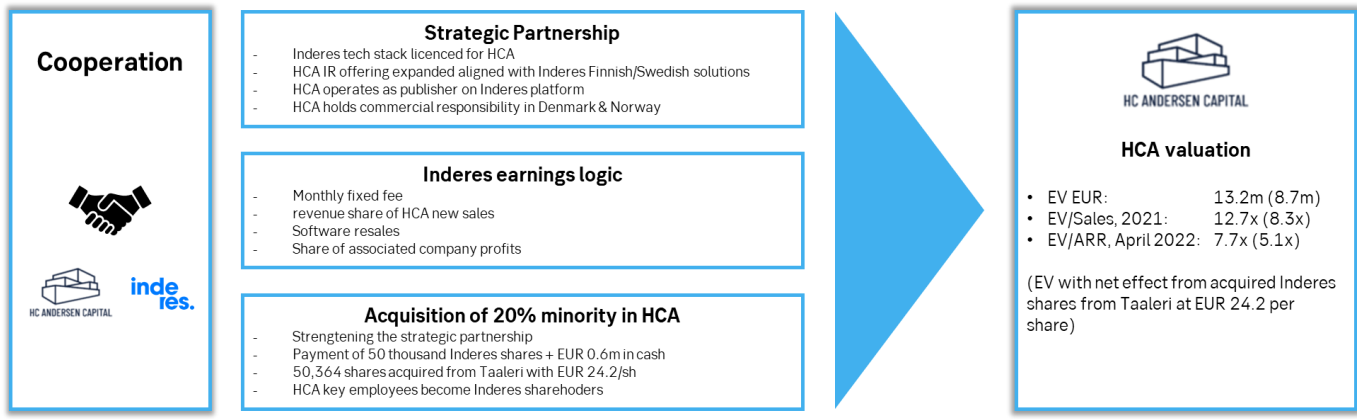 Cooperation
HC ANDERSEN CAPITAL
inde
res.
Strategic Partnership
- Inderes tech stack licenced for HCA
- HCA IR offering expanded aligned with Inderes Finnish/Swedish solutions
- HCA operates as publisher on Inderes platform
- HCA holds commercial responsibility in Denmark & Norway
Inderes earnings logic
- Monthly fixed fee
- revenue share of HCA new sales
- Software resales
- Share of associated company profits
Acquisition of 20% minority in HCA
- Strengtening the strategic partnership
- Payment of 50 thousand Inderes shares + EUR 0.6m in cash
- 50,364 shares acquired from Taaleri with EUR 24.2/sh
- HCA key employees become Inderes sharehoders
HC ANDERSEN CAPITAL
HCA valuation
• EV EUR: 13.2m (8.7m)
• EV/Sales, 2021: 12.7x (8.3x)
• EV/ARR, April 2022: 7.7x (5.1x)
(EV with net effect from acquired Inderes
shares from Taaleri at EUR 24.2 per
share)